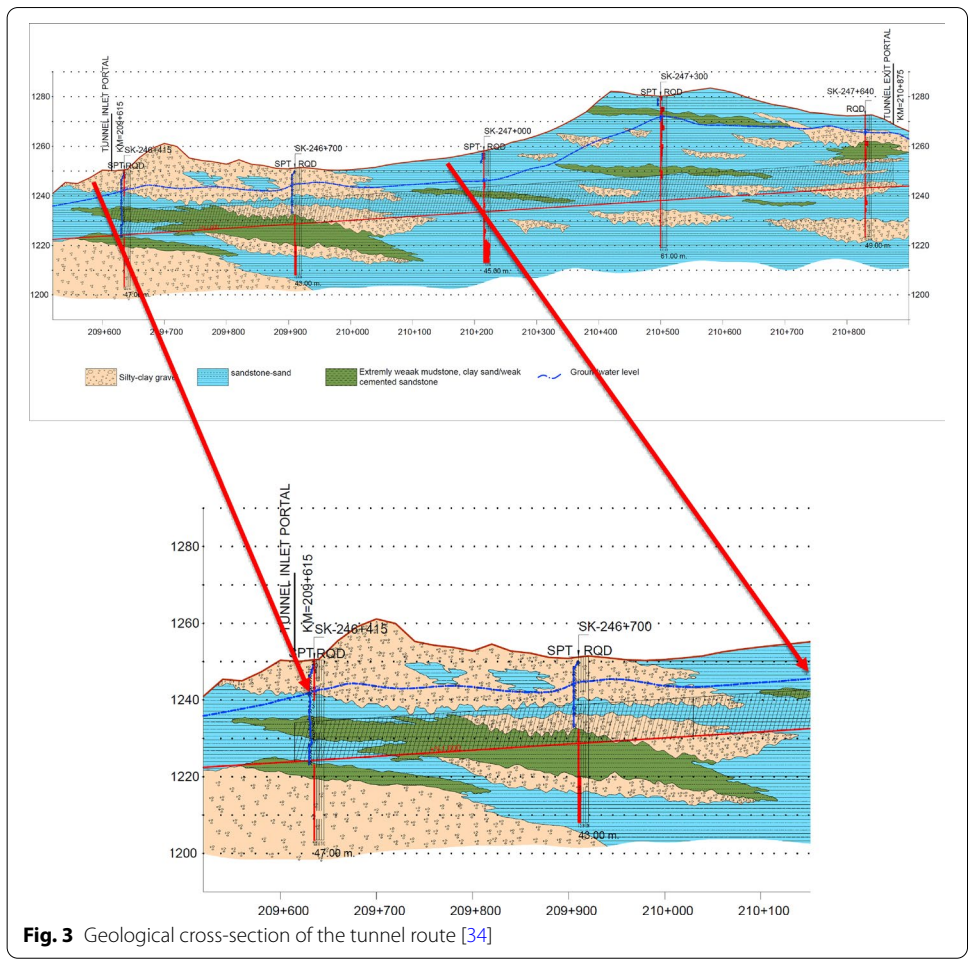 SK-247+300
TUNNEL INLET PORTAL
KM=209+615
TUNNEL EXIT PORTAL
KM=210+875
1280
SPT RQD
SK-247+640
1280
RQD
1260
SK-246+415
SK-246+700
SK-247+000
1260
SPT RQD
SPT RQD
SPT RQD
1240
1240
1220
1220
47.00 m.
43.00 m.
45.00 m.
61.00 m.
49.00 m.
1200
1200
209+600 209+700 209+800 209+900 210+000 210+100 210+200 210+300 210+400 210+500 210+600 210+700 210+800
Silty-clay gravel
sandstone-sand
Extremly weaak mudstone, clay sand/weak
cemented sandstone
Groundwater level
TUNNEL INLET PORTAL
KM=209+615
1280
1260
SK-246+415
SK-246+700
SPT RQD
SPT RQD
1240
1220
1200
47.00 m.
43.00 m.
209+600 209+700 209+800 209+900 210+000 210+100
Fig. 3 Geological cross-section of the tunnel route [34]